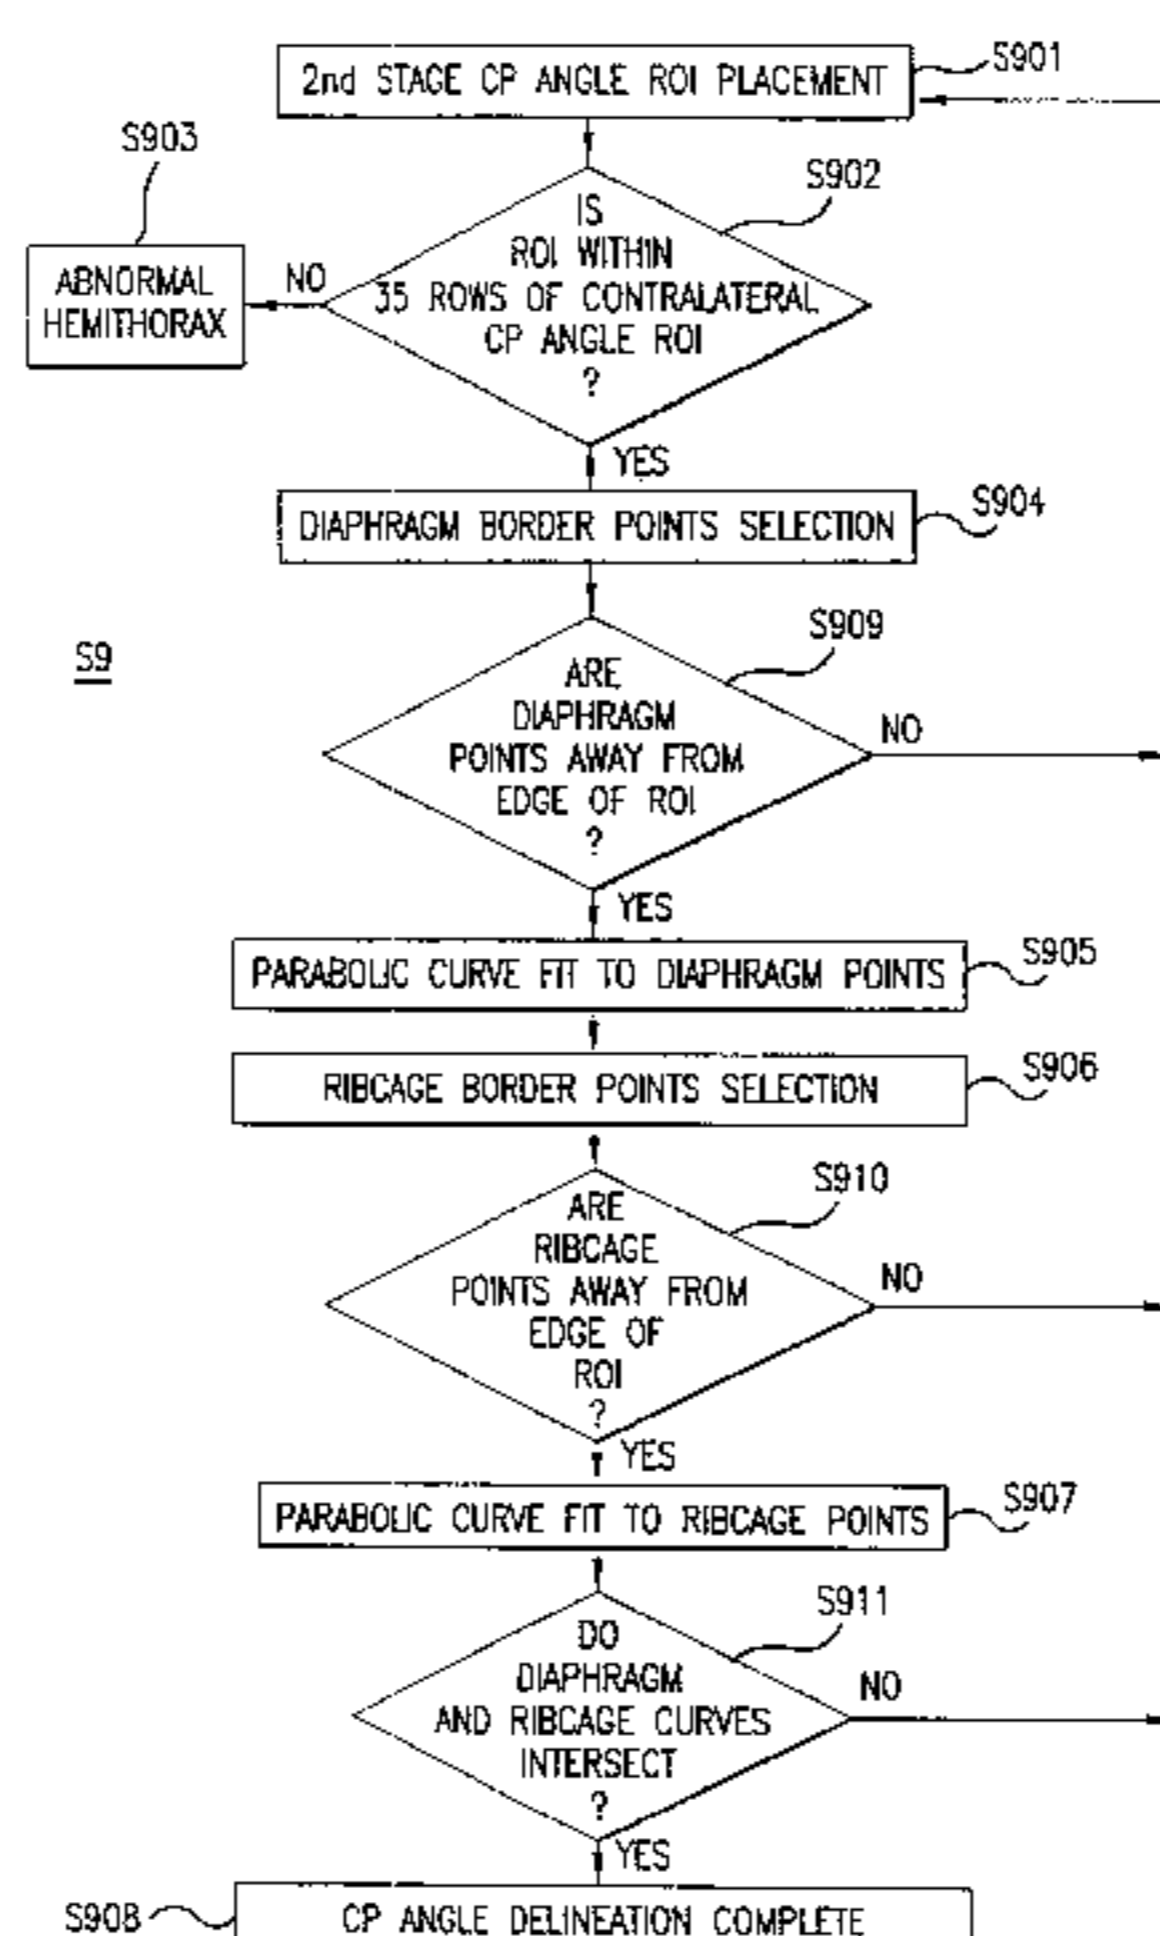 2nd STAGE CP ANGLE ROI PLACEMENT
S901
S903
S902
IS
ROI WITHIN
35 ROWS OF CONTRALATERAL
CP ANGLE ROI
?
NO
ABNORMAL
HEMITHORAX
YES
DIAPHRAGM BORDER POINTS SELECTION
S904
S9
S909
ARE
DIAPHRAGM
POINTS AWAY FROM
EDGE OF ROI
?
NO
YES
PARABOLIC CURVE FIT TO DIAPHRAGM POINTS
S905
RIBCAGE BORDER POINTS SELECTION
S906
S910
ARE
RIBCAGE
POINTS AWAY FROM
EDGE OF
ROI
?
NO
YES
PARABOLIC CURVE FIT TO RIBCAGE POINTS
S907
S911
DO
DIAPHRAGM
AND RIBCAGE CURVES
INTERSECT
?
NO
YES
S908
CP ANGLE DELINEATION COMPLETE